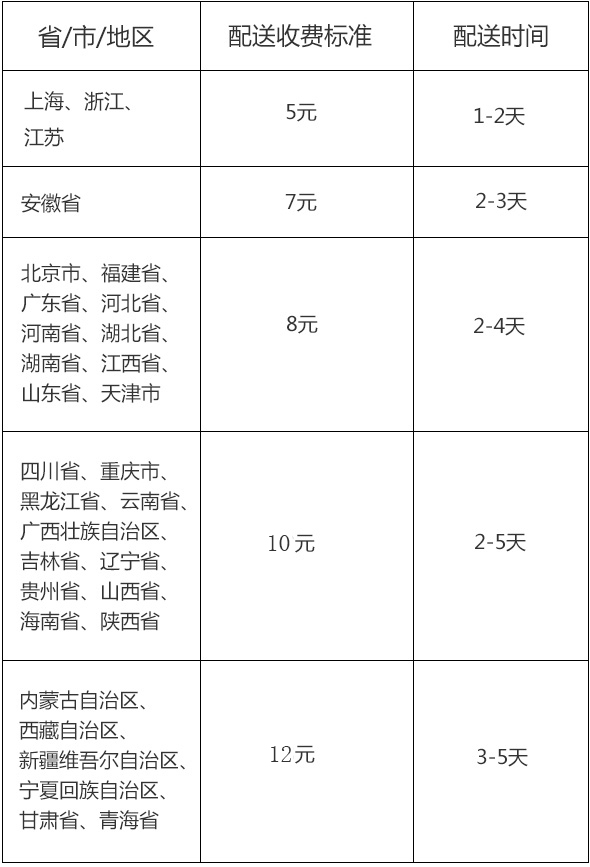 省/市/地区 配送收费标准 配送时间
上海、浙江、
江苏
5元
1-2天
安徽省 7元 2-3天
北京市、福建省、
广东省、河北省、
河南省、湖北省、
湖南省、江西省、
山东省、天津市
8元
2-4天
四川省、重庆市、
黑龙江省、云南省、
广西壮族自治区、
吉林省、辽宁省、
贵州省、山西省、
海南省、陕西省
10元
2-5天
内蒙古自治区、
西藏自治区、
新疆维吾尔自治区、
宁夏回族自治区、
甘肃省、青海省
12元
3-5天